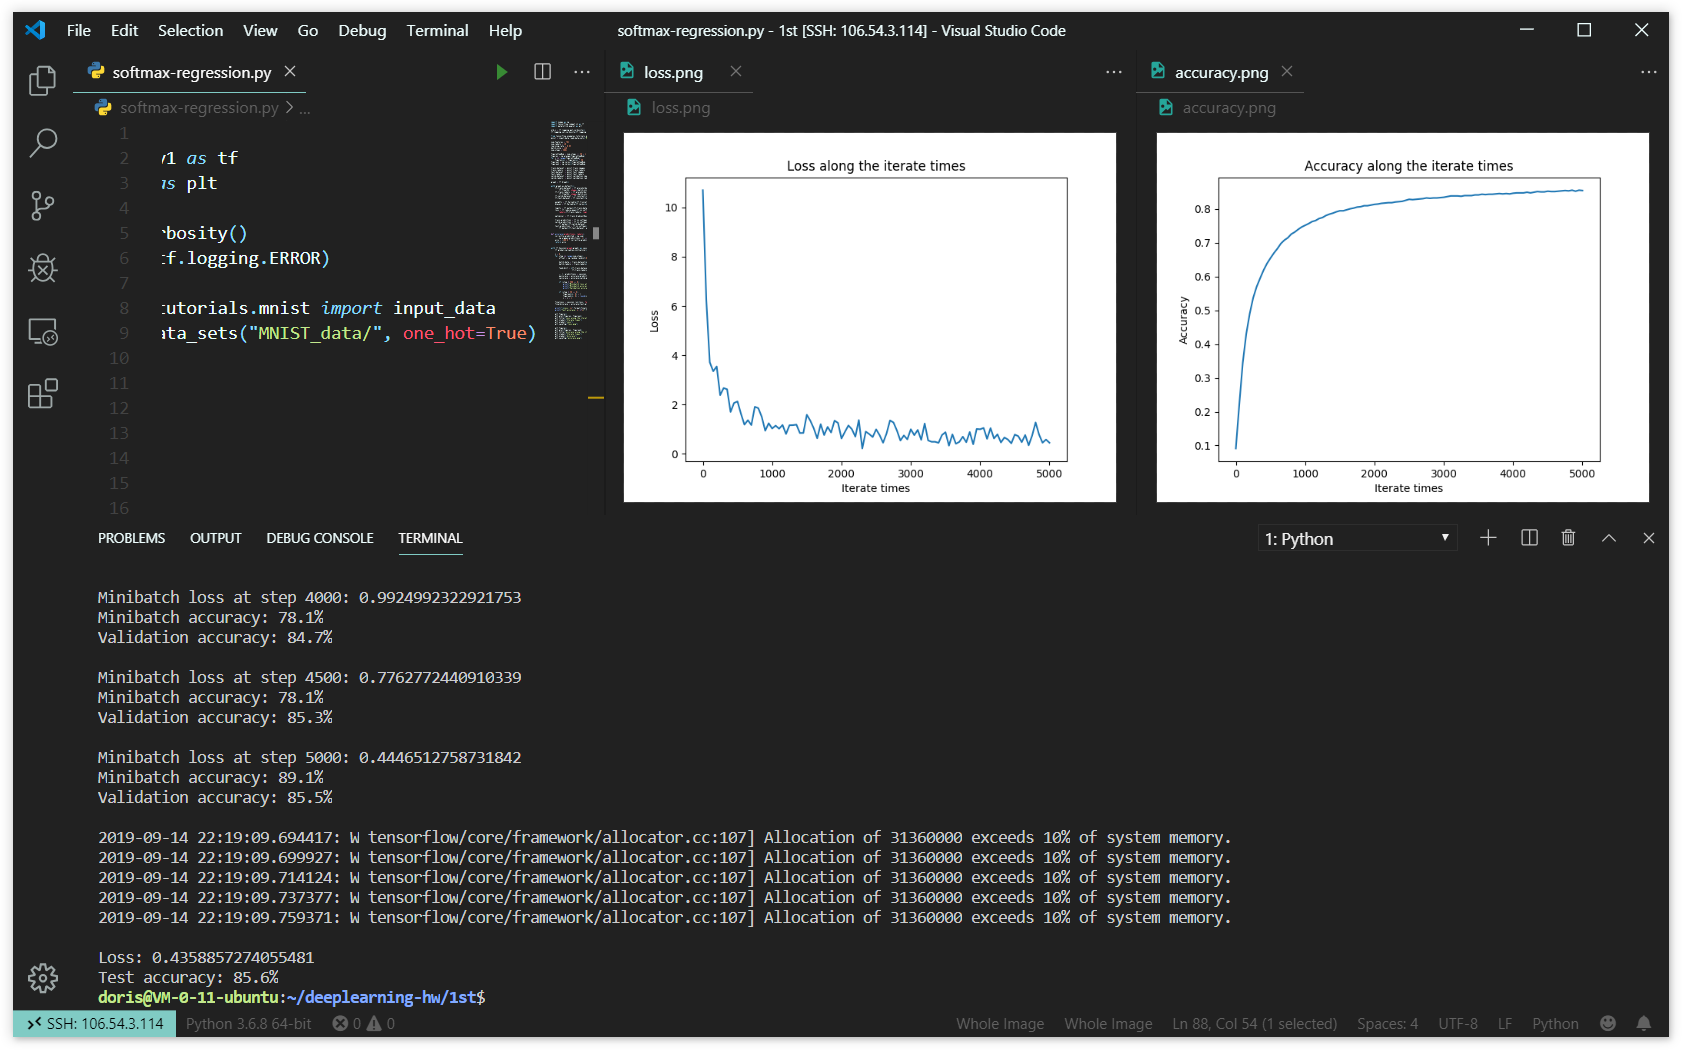 File Edit Selection View Go Debug Terminal Help
softmax-regression.py - 1st [SSH: 106.54.3.114] - Visual Studio Code
softmax-regression.py
softmax-regression.py > ...
1
2 v1 as tf
3 as plt
4
5 rbosity()
6 tf.logging.ERROR)
7
8 tutorials.mnist import input_data
9 ata_sets("MNIST_data/", one_hot=True)
10
11
12
13
14
15
16
loss.png
loss.png
Loss along the iterate times
Loss
10
8
6
4
2
0
0 1000 2000 3000 4000 5000
Iterate times
accuracy.png
accuracy.png
Accuracy along the iterate times
Accuracy
0.8
0.7
0.6
0.5
0.4
0.3
0.2
0.1
0 1000 2000 3000 4000 5000
Iterate times
PROBLEMS OUTPUT DEBUG CONSOLE TERMINAL
1: Python
Minibatch loss at step 4000: 0.9924992322921753
Minibatch accuracy: 78.1%
Validation accuracy: 84.7%
Minibatch loss at step 4500: 0.7762772440910339
Minibatch accuracy: 78.1%
Validation accuracy: 85.3%
Minibatch loss at step 5000: 0.4446512758731842
Minibatch accuracy: 89.1%
Validation accuracy: 85.5%
2019-09-14 22:19:09.694417: W tensorflow/core/framework/allocator.cc:107] Allocation of 31360000 exceeds 10% of system memory.
2019-09-14 22:19:09.699927: W tensorflow/core/framework/allocator.cc:107] Allocation of 31360000 exceeds 10% of system memory.
2019-09-14 22:19:09.714124: W tensorflow/core/framework/allocator.cc:107] Allocation of 31360000 exceeds 10% of system memory.
2019-09-14 22:19:09.737377: W tensorflow/core/framework/allocator.cc:107] Allocation of 31360000 exceeds 10% of system memory.
2019-09-14 22:19:09.759371: W tensorflow/core/framework/allocator.cc:107] Allocation of 31360000 exceeds 10% of system memory.
Loss: 0.4358857274055481
Test accuracy: 85.6%
doris@VM-0-11-ubuntu:~/deeplearning-hw/1st$
SSH: 106.54.3.114 Python 3.6.8 64-bit 0 0 Whole Image Whole Image Ln 88, Col 54 (1 selected) Spaces: 4 UTF-8 LF Python